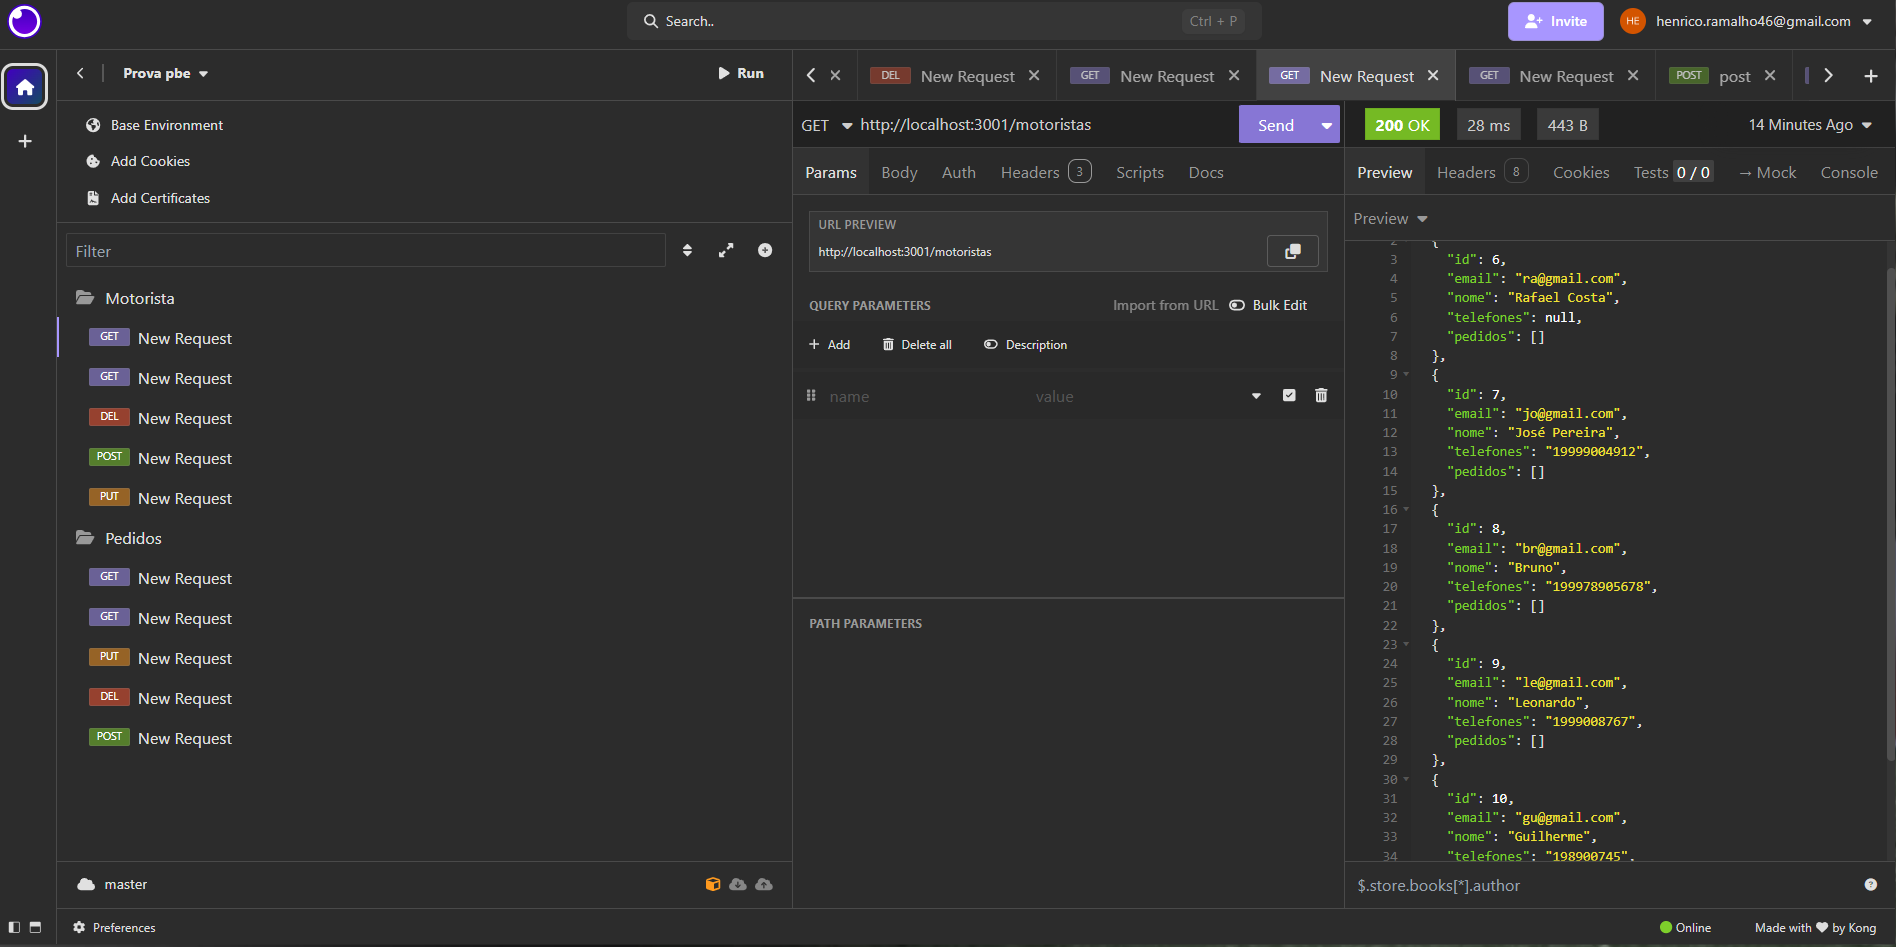 Search..
Ctrl + P
Invite
HE
henrico.ramalho46@gmail.com
Prova pbe
Run
DEL New Request
GET New Request
GET New Request
GET New Request
POST post
Base Environment
Add Cookies
Add Certificates
Filter
Motorista
GET New Request
GET New Request
DEL New Request
POST New Request
PUT New Request
Pedidos
GET New Request
GET New Request
PUT New Request
DEL New Request
POST New Request
master
Preferences
GET http://localhost:3001/motoristas
Send
Params Body Auth Headers 3 Scripts Docs
URL PREVIEW
http://localhost:3001/motoristas
QUERY PARAMETERS
Import from URL Bulk Edit
Add Delete all Description
name value
PATH PARAMETERS
200 OK 28 ms 443 B 14 Minutes Ago
Preview Headers 8 Cookies Tests 0 / 0 → Mock Console
Preview
2 {
3 "id": 6,
4 "email": "ra@gmail.com",
5 "nome": "Rafael Costa",
6 "telefones": null,
7 "pedidos": []
8 },
9 {
10 "id": 7,
11 "email": "jo@gmail.com",
12 "nome": "José Pereira",
13 "telefones": "19999004912",
14 "pedidos": []
15 },
16 {
17 "id": 8,
18 "email": "br@gmail.com",
19 "nome": "Bruno",
20 "telefones": "199978905678",
21 "pedidos": []
22 },
23 {
24 "id": 9,
25 "email": "le@gmail.com",
26 "nome": "Leonardo",
27 "telefones": "1999008767",
28 "pedidos": []
29 },
30 {
31 "id": 10,
32 "email": "gu@gmail.com",
33 "nome": "Guilherme",
34 "telefones": "198900745",
$.store.books[*].author
Online
Made with ♥ by Kong